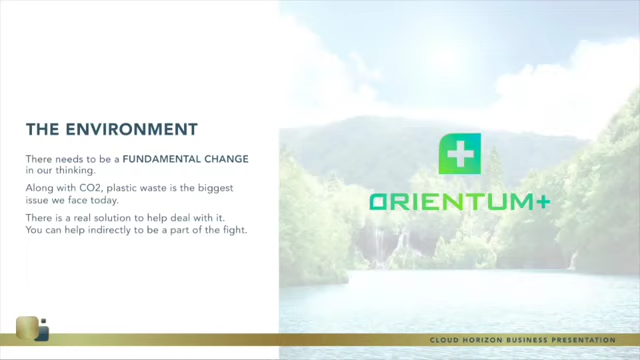 THE ENVIRONMENT
There needs to be a FUNDAMENTAL CHANGE
in our thinking.
Along with CO2, plastic waste is the biggest
issue we face today.
There is a real solution to help deal with it.
You can help indirectly to be a part of the fight.
ORIENTUM+
CLOUD HORIZON BUSINESS PRESENTATION